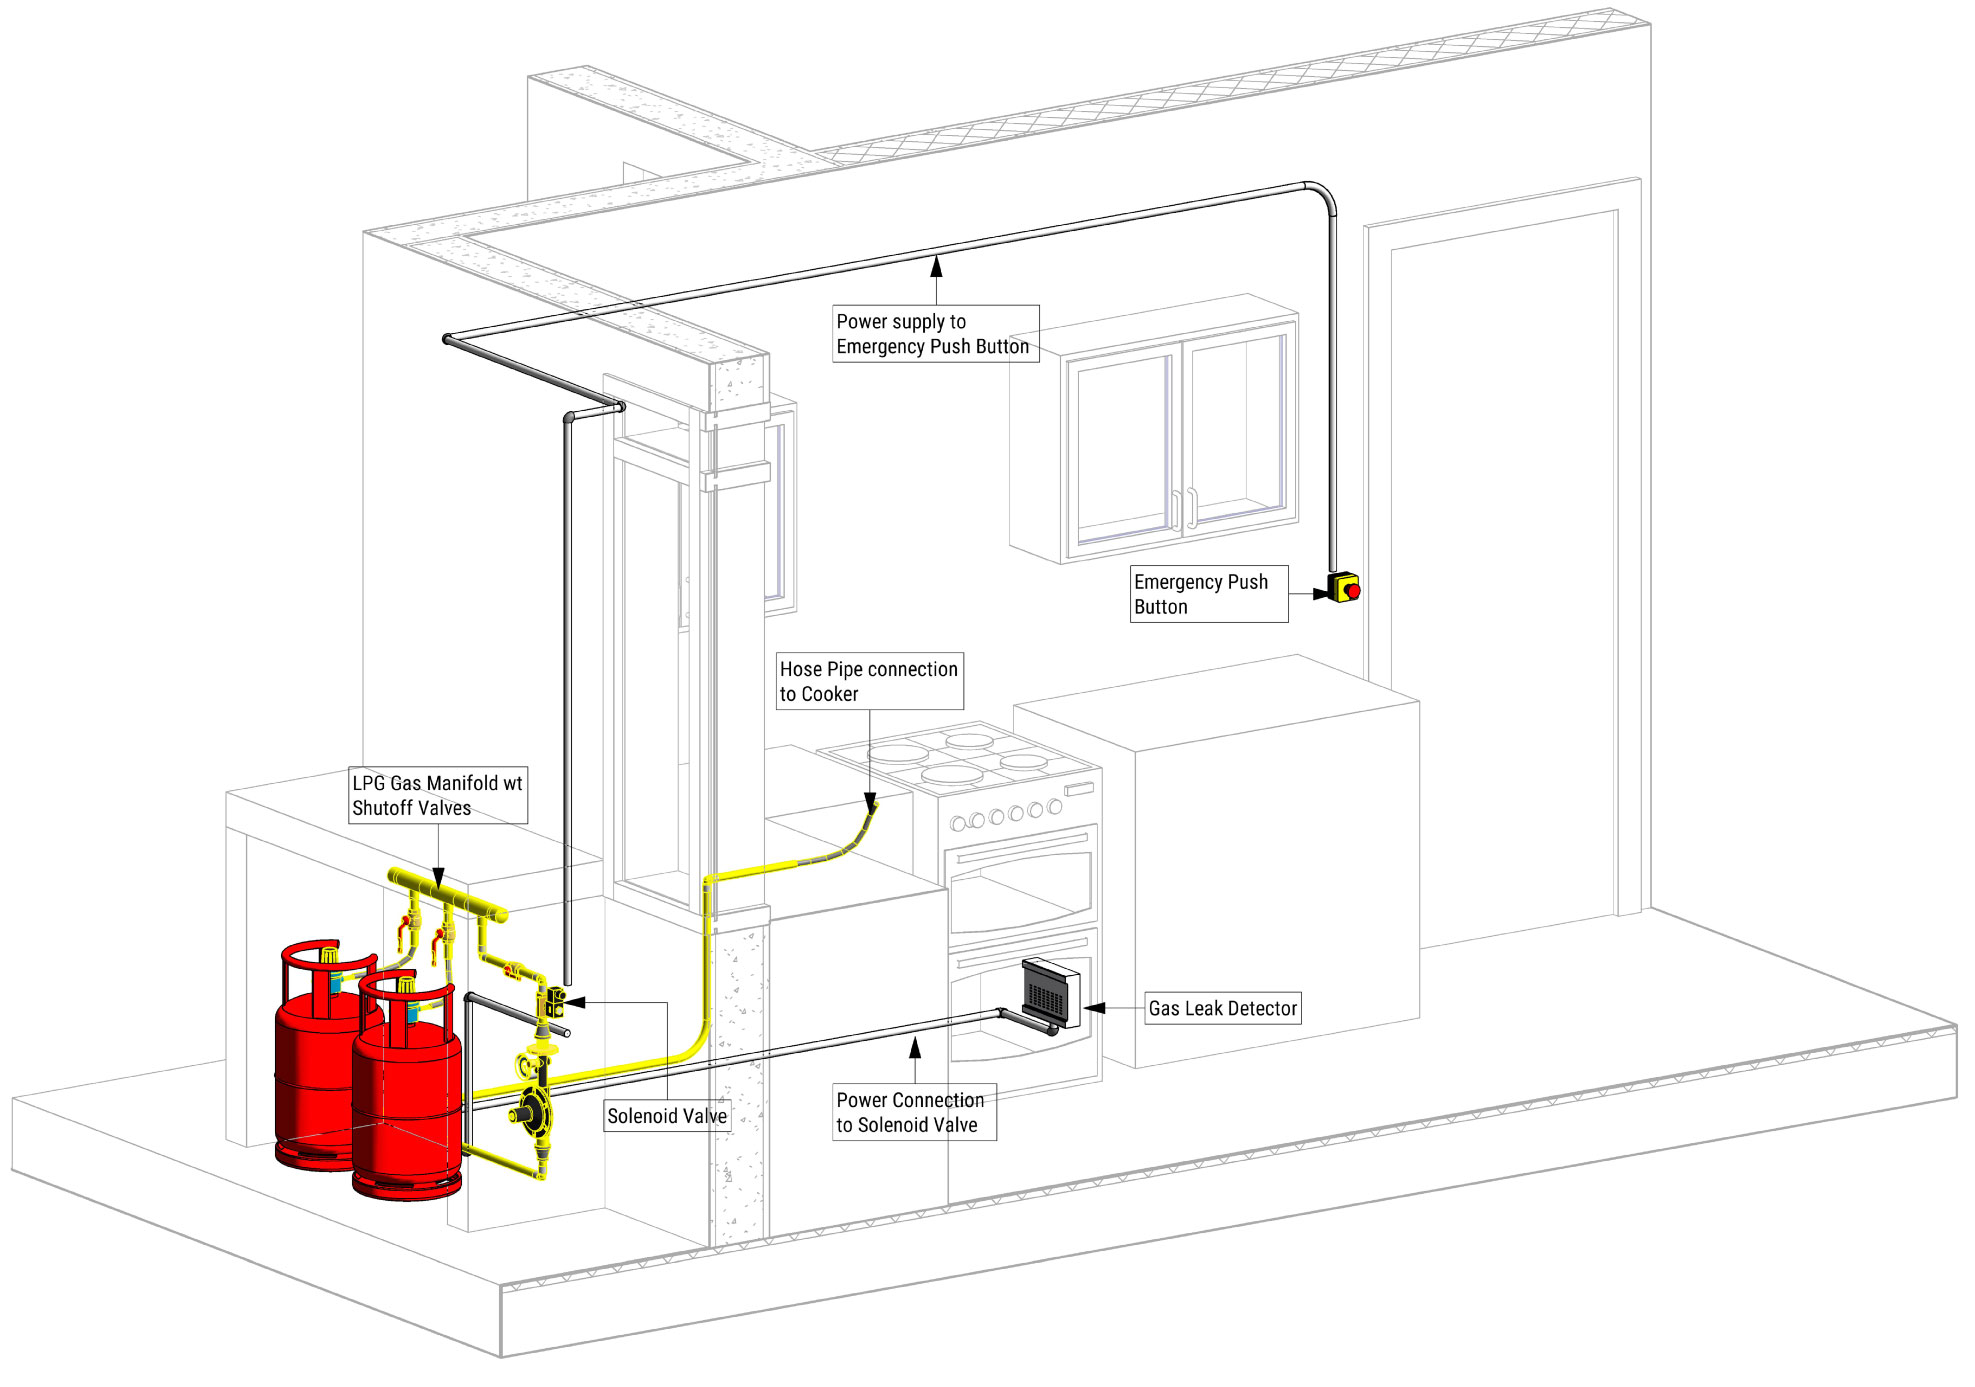 Power supply to
Emergency Push Button
Emergency Push
Button
Hose Pipe connection
to Cooker
LPG Gas Manifold wt
Shutoff Valves
Gas Leak Detector
Solenoid Valve
Power Connection
to Solenoid Valve